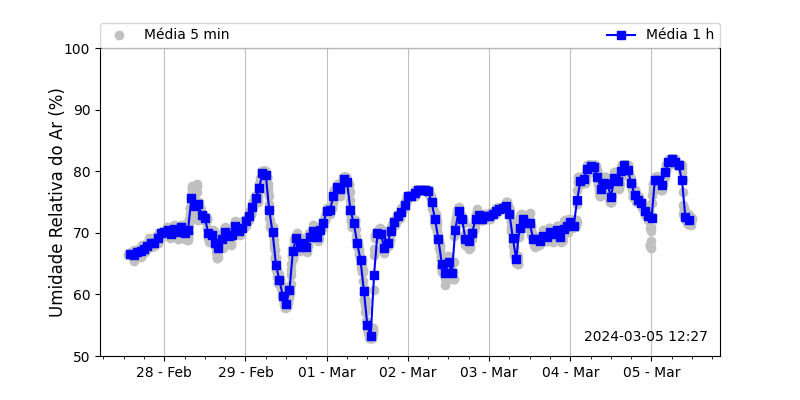 Média 5 min
Média 1 h
Umidade Relativa do Ar (%)
100
90
80
70
60
50
2024-03-05 12:27
28 - Feb
29 - Feb
01 - Mar
02 - Mar
03 - Mar
04 - Mar
05 - Mar